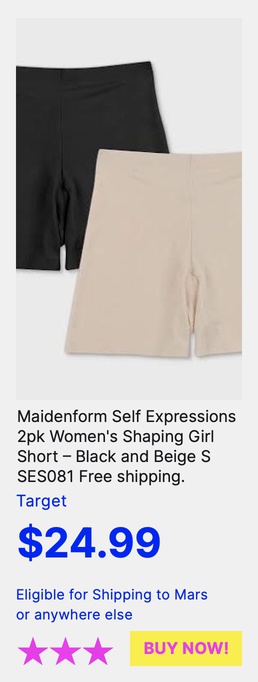 Maidenform Self Expressions
2pk Women's Shaping Girl
Short – Black and Beige S
SES081 Free shipping.
Target
$24.99
Eligible for Shipping to Mars
or anywhere else
BUY NOW!